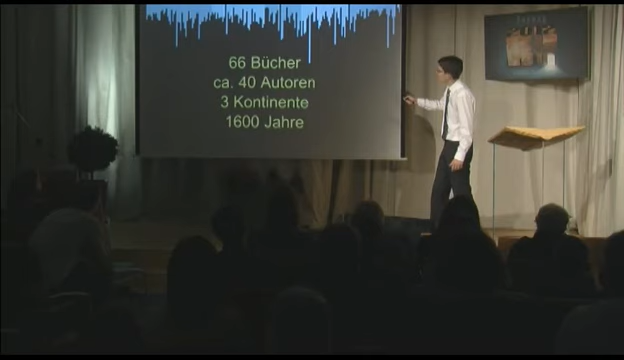 66 Bücher
ca. 40 Autoren
3 Kontinente
1600 Jahre